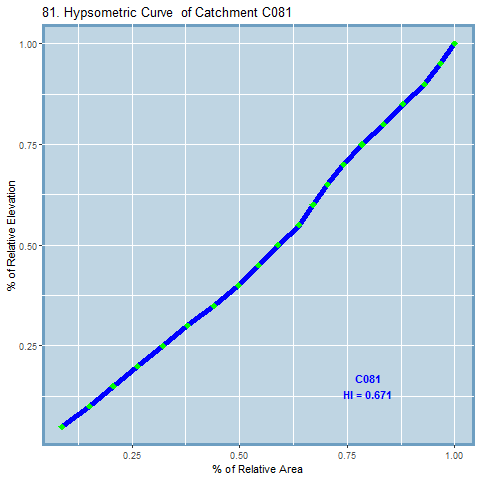 81. Hypsometric Curve  of Catchment C081
1.00
0.75
0.50
0.25
% of Relative Elevation
C081
HI = 0.671
0.25
0.50
0.75
1.00
% of Relative Area